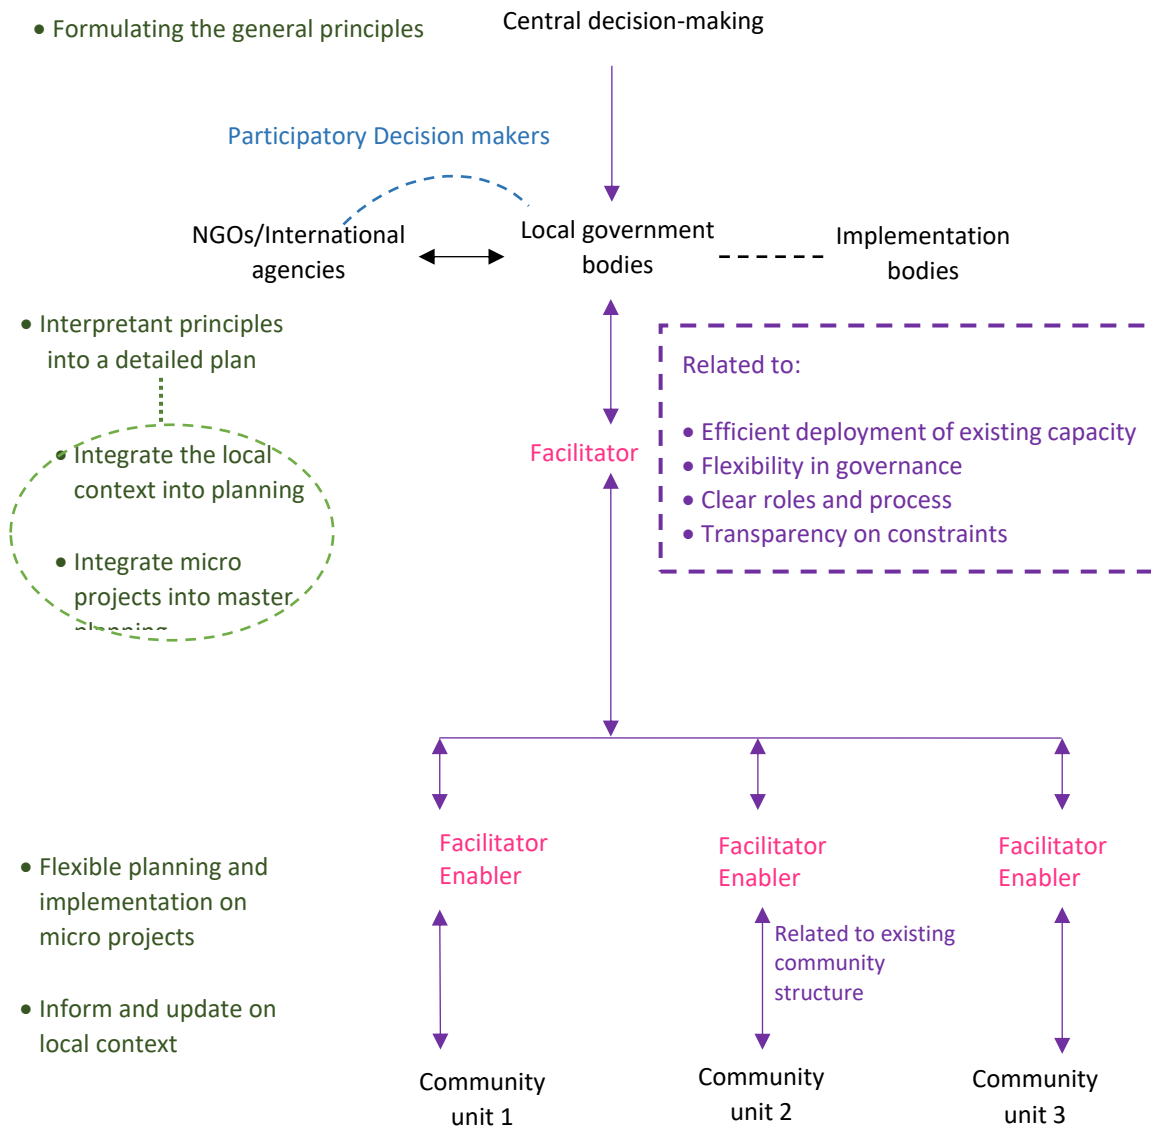 • Formulating the general principles
Central decision-making
Participatory Decision makers
NGOs/International
agencies
Local government
bodies
Implementation
bodies
• Interpretant principles
into a detailed plan
• Integrate the local
context into planning
• Integrate micro
projects into master
planning
Facilitator
Related to:
• Efficient deployment of existing capacity
• Flexibility in governance
• Clear roles and process
• Transparency on constraints
• Flexible planning and
implementation on
micro projects
• Inform and update on
local context
Facilitator
Enabler
Facilitator
Enabler
Facilitator
Enabler
Related to existing
community
structure
Community
unit 1
Community
unit 2
Community
unit 3